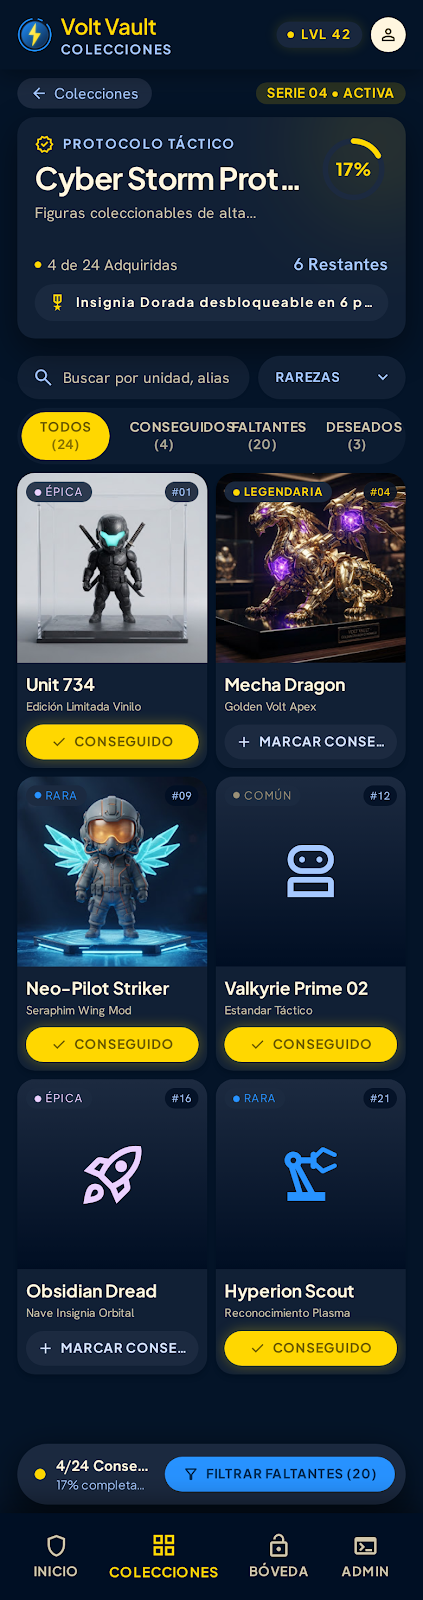 Volt Vault
COLECCIONES
LVL 42
Colecciones
SERIE 04 • ACTIVA
PROTOCOLO TÁCTICO
Cyber Storm Prot…
17%
Figuras coleccionables de alta…
4 de 24 Adquiridas
6 Restantes
Insignia Dorada desbloqueable en 6 p…
Buscar por unidad, alias
RAREZAS
TODOS
(24)
CONSEGUIDOS
(4)
FALTANTES
(20)
DESEADOS
(3)
ÉPICA
#01
LEGENDARIA
#04
Unit 734
Edición Limitada Vinilo
CONSEGUIDO
Mecha Dragon
Golden Volt Apex
MARCAR CONSE…
RARA
#09
COMÚN
#12
Neo-Pilot Striker
Seraphim Wing Mod
CONSEGUIDO
Valkyrie Prime 02
Estandar Táctico
CONSEGUIDO
ÉPICA
#16
RARA
#21
Obsidian Dread
Nave Insignia Orbital
MARCAR CONSE…
Hyperion Scout
Reconocimiento Plasma
CONSEGUIDO
4/24 Conse…
17% completa…
FILTRAR FALTANTES (20)
INICIO
COLECCIONES
BÓVEDA
ADMIN